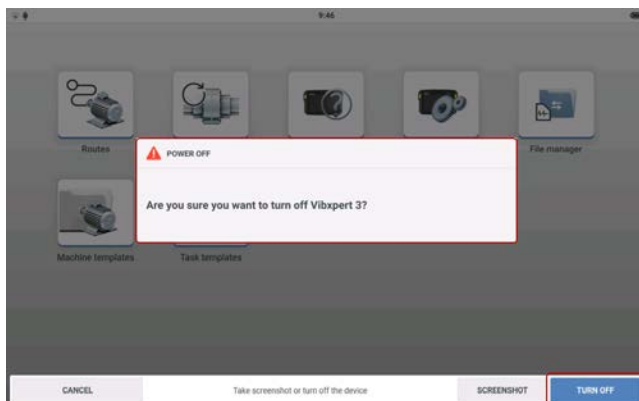 9:46
Routes
File manager
POWER OFF
Are you sure you want to turn off Vibxpert 3?
Machine templates
Task templates
CANCEL
Take screenshot or turn off the device
SCREENSHOT
TURN OFF